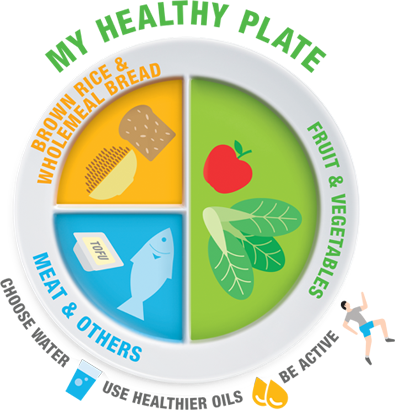 MY HEALTHY PLATE
BROWN RICE &
WHOLEMEAL BREAD
FRUIT & VEGETABLES
TOFU
MEAT & OTHERS
CHOOSE WATER
USE HEALTHIER OILS
BE ACTIVE